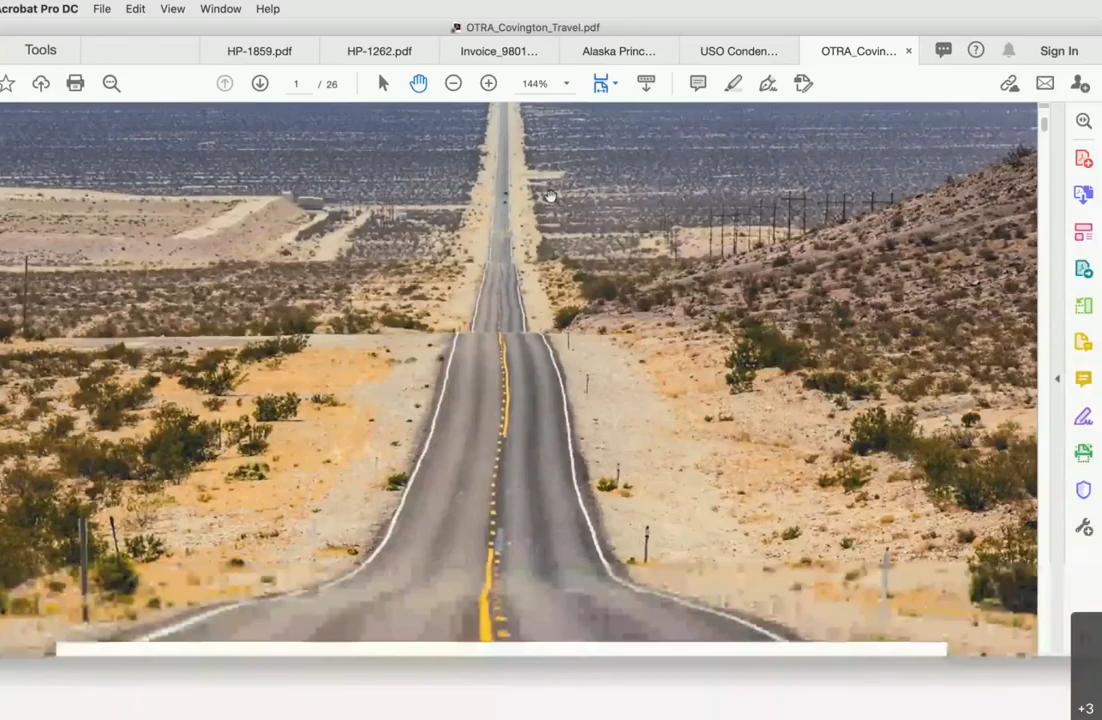 Acrobat Pro DC File Edit View Window Help
OTRA_Covington_Travel.pdf
Tools HP-1859.pdf HP-1262.pdf Invoice_9801... Alaska Princ... USO Conden... OTRA_Covin... × Sign In
1 / 26 144%
+3